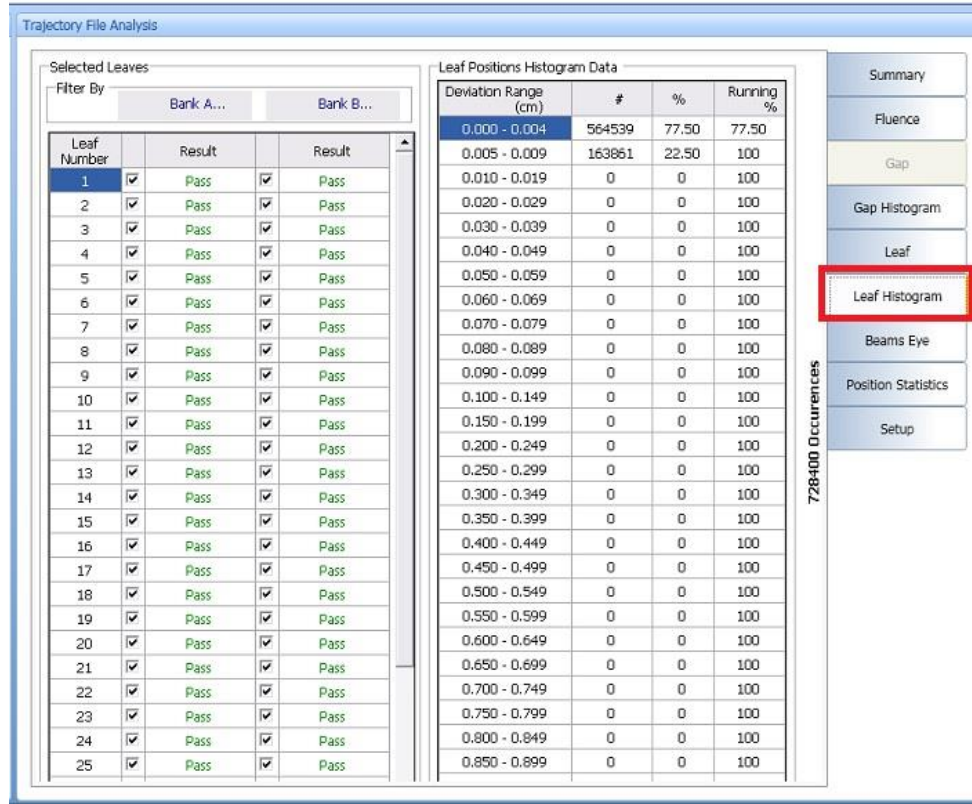 Trajectory File Analysis
Selected Leaves
Filter By
Bank A... Bank B...
Leaf Number Result Result
1 Pass Pass
2 Pass Pass
3 Pass Pass
4 Pass Pass
5 Pass Pass
6 Pass Pass
7 Pass Pass
8 Pass Pass
9 Pass Pass
10 Pass Pass
11 Pass Pass
12 Pass Pass
13 Pass Pass
14 Pass Pass
15 Pass Pass
16 Pass Pass
17 Pass Pass
18 Pass Pass
19 Pass Pass
20 Pass Pass
21 Pass Pass
22 Pass Pass
23 Pass Pass
24 Pass Pass
25 Pass Pass
Leaf Positions Histogram Data
Deviation Range (cm) # % Running %
0.000 - 0.004 564539 77.50 77.50
0.005 - 0.009 163861 22.50 100
0.010 - 0.019 0 0 100
0.020 - 0.029 0 0 100
0.030 - 0.039 0 0 100
0.040 - 0.049 0 0 100
0.050 - 0.059 0 0 100
0.060 - 0.069 0 0 100
0.070 - 0.079 0 0 100
0.080 - 0.089 0 0 100
0.090 - 0.099 0 0 100
0.100 - 0.149 0 0 100
0.150 - 0.199 0 0 100
0.200 - 0.249 0 0 100
0.250 - 0.299 0 0 100
0.300 - 0.349 0 0 100
0.350 - 0.399 0 0 100
0.400 - 0.449 0 0 100
0.450 - 0.499 0 0 100
0.500 - 0.549 0 0 100
0.550 - 0.599 0 0 100
0.600 - 0.649 0 0 100
0.650 - 0.699 0 0 100
0.700 - 0.749 0 0 100
0.750 - 0.799 0 0 100
0.800 - 0.849 0 0 100
0.850 - 0.899 0 0 100
728400 Occurences
Summary
Fluence
Gap
Gap Histogram
Leaf
Leaf Histogram
Beams Eye
Position Statistics
Setup